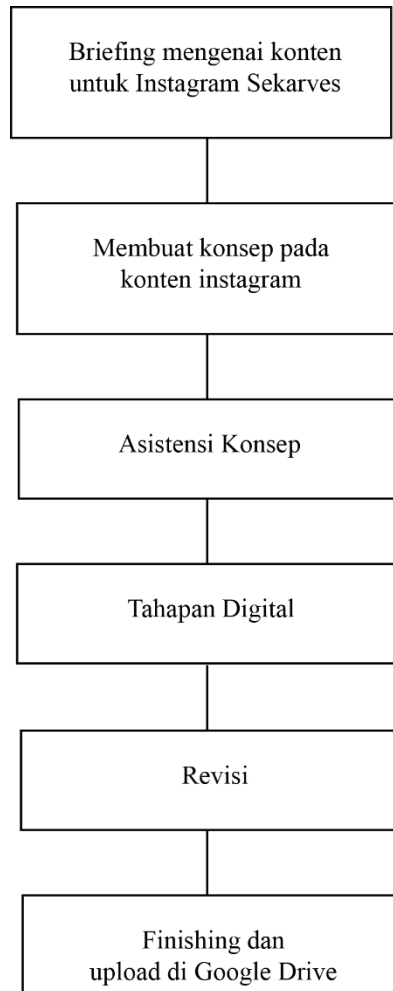 Briefing mengenai konten
untuk Instagram Sekarves
Membuat konsep pada
konten instagram
Asistensi Konsep
Tahapan Digital
Revisi
Finishing dan
upload di Google Drive